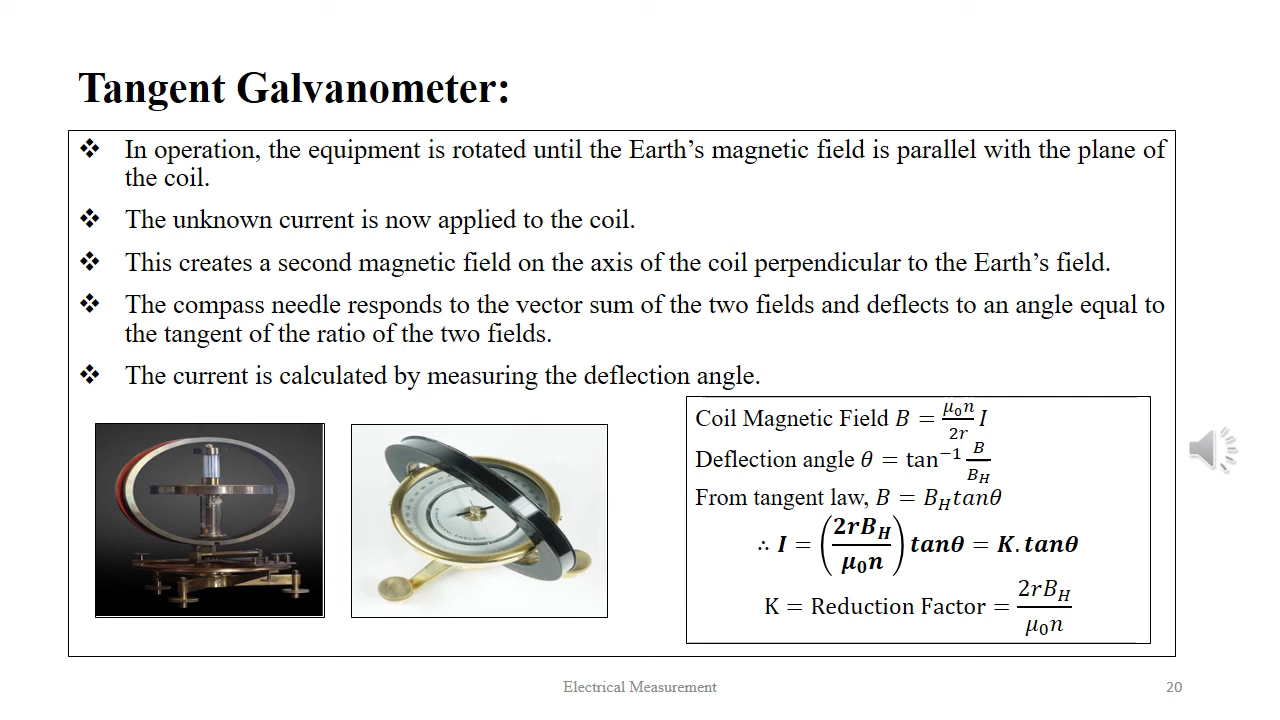 Tangent Galvanometer:
❖ In operation, the equipment is rotated until the Earth’s magnetic field is parallel with the plane of
the coil.
❖ The unknown current is now applied to the coil.
❖ This creates a second magnetic field on the axis of the coil perpendicular to the Earth’s field.
❖ The compass needle responds to the vector sum of the two fields and deflects to an angle equal to
the tangent of the ratio of the two fields.
❖ The current is calculated by measuring the deflection angle.
Coil Magnetic Field B = μ₀n/2r I
Deflection angle θ = tan⁻¹ B/B_H
From tangent law, B = B_H tanθ
∴ I = (2rB_H/μ₀n) tanθ = K.tanθ
K = Reduction Factor = 2rB_H/μ₀n
Electrical Measurement
20